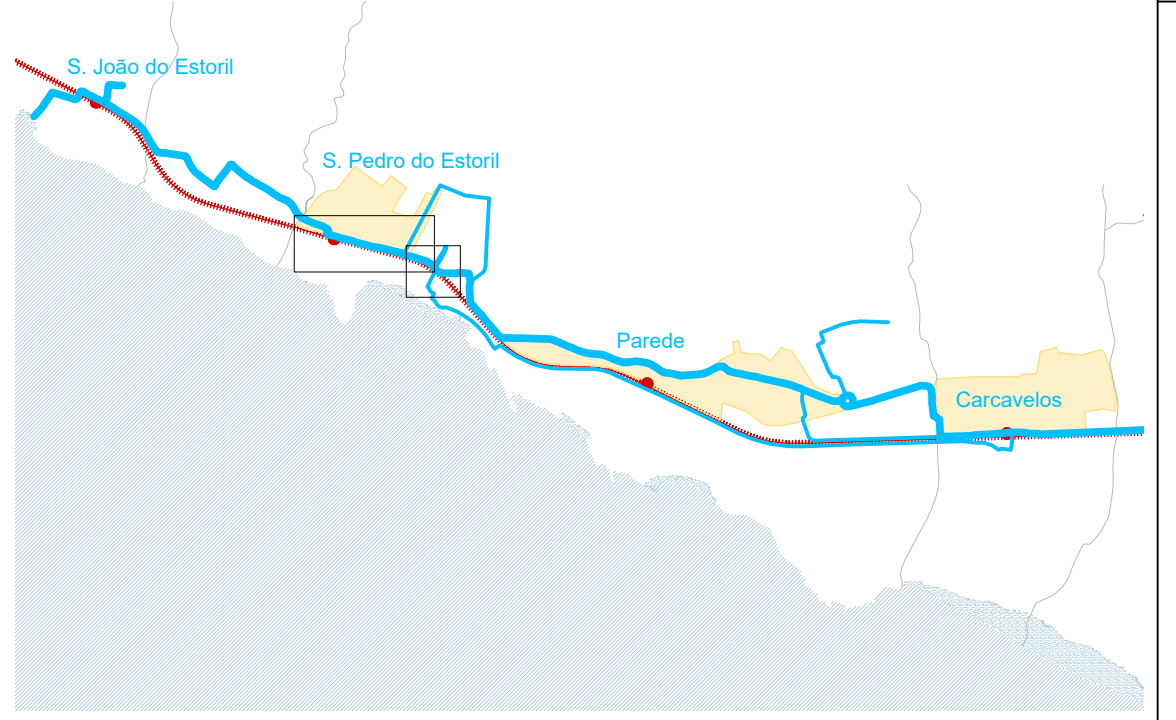 S. João do Estoril
S. Pedro do Estoril
Parede
Carcavelos